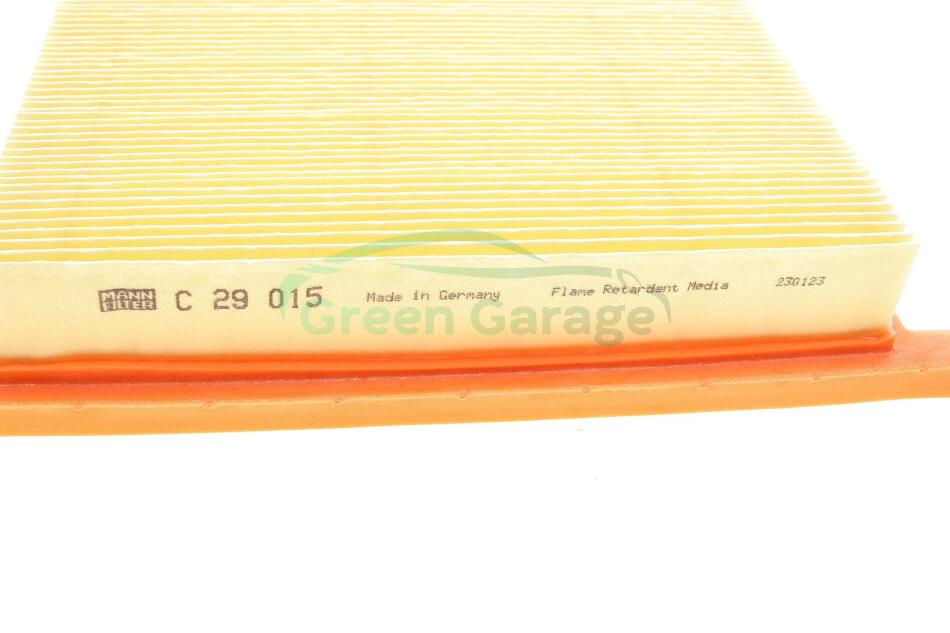 MANN
FILTER
C 29 015
Made in Germany
Flame Retardant Media
230123
Green Garage